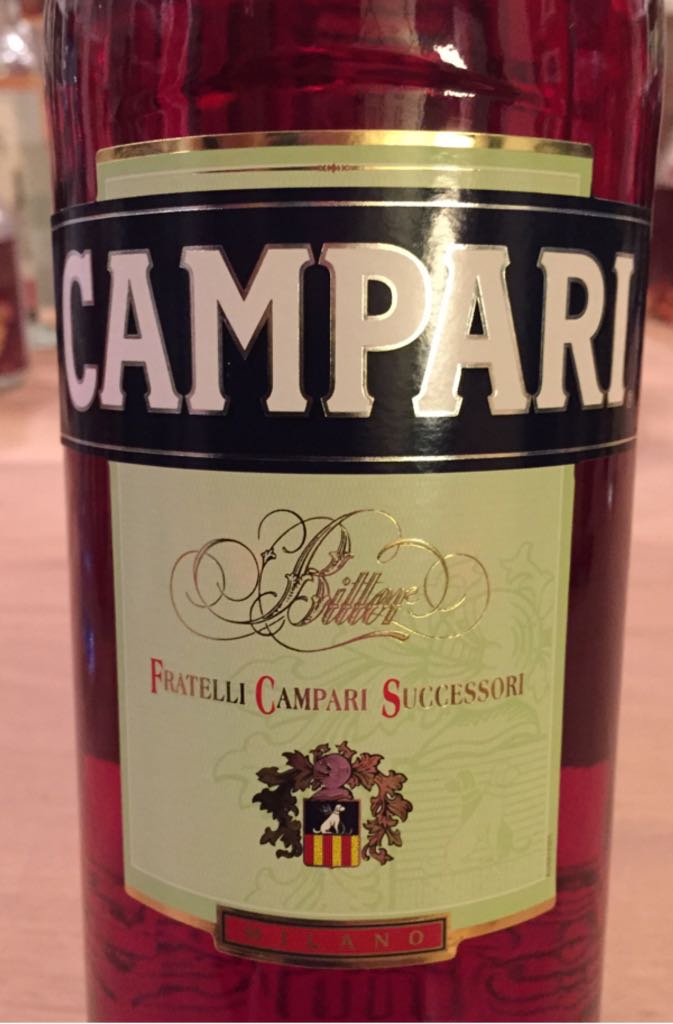 CAMPARI
Bitter
FRATELLI CAMPARI SUCCESSORI
MILANO